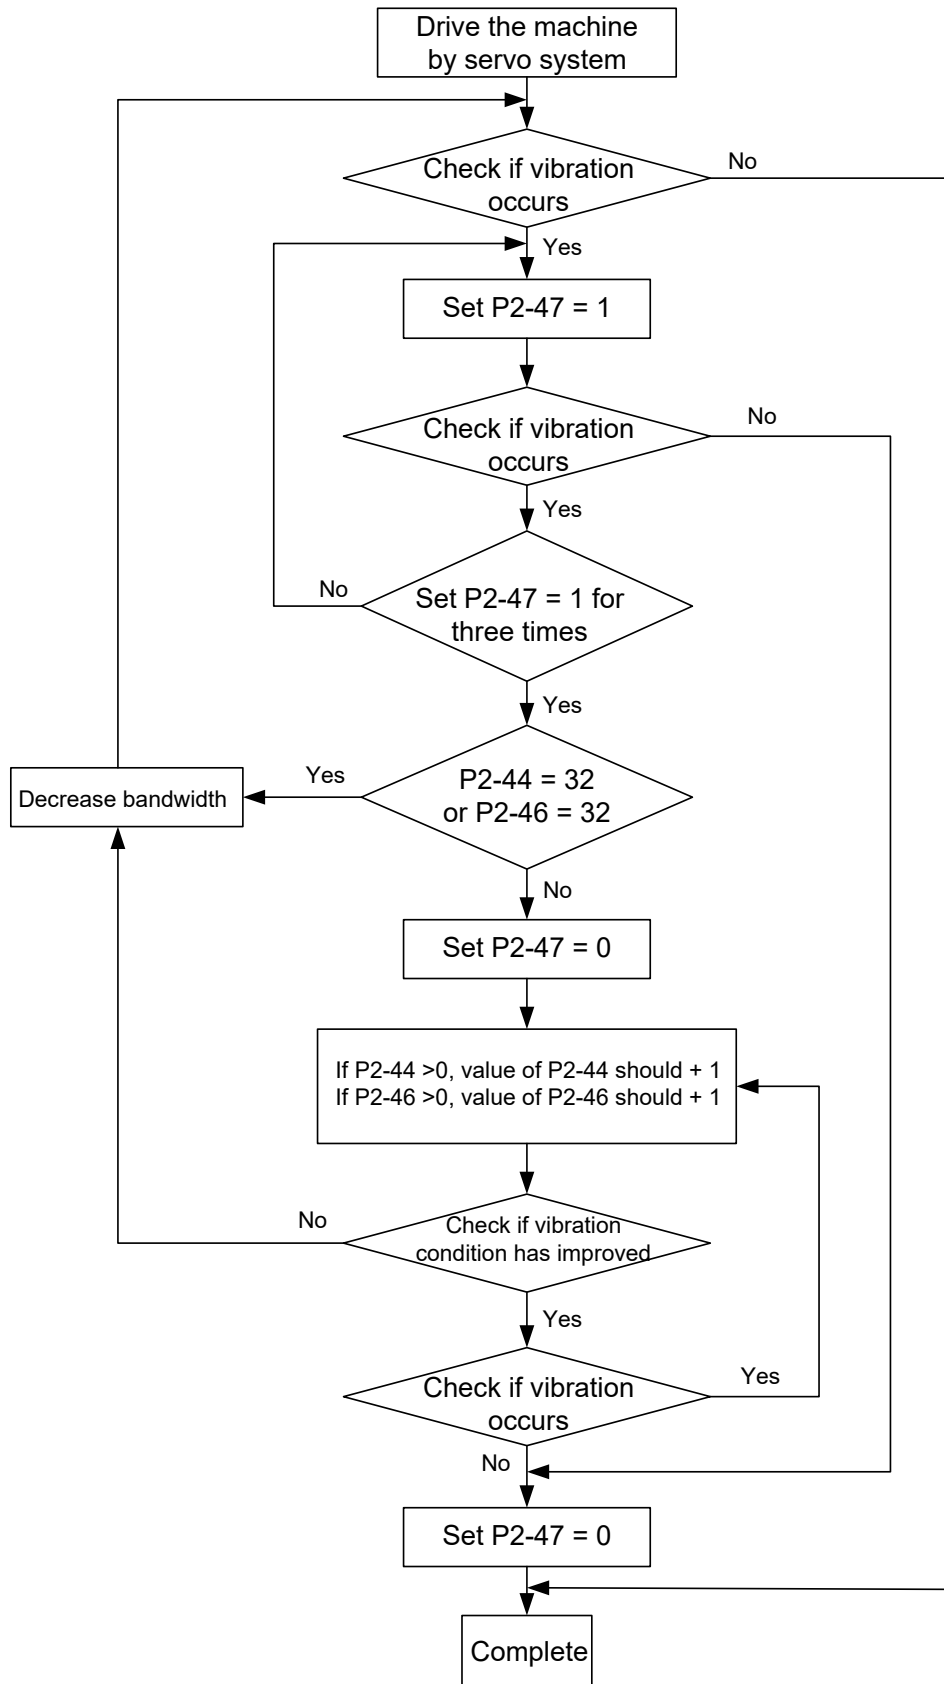 Drive the machine
by servo system
Check if vibration
occurs
No
Yes
Set P2-47 = 1
Check if vibration
occurs
No
Yes
Set P2-47 = 1 for
three times
No
Yes
P2-44 = 32
or P2-46 = 32
Yes
Decrease bandwidth
No
Set P2-47 = 0
If P2-44 >0, value of P2-44 should + 1
If P2-46 >0, value of P2-46 should + 1
Check if vibration
condition has improved
No
Yes
Check if vibration
occurs
Yes
No
Set P2-47 = 0
Complete